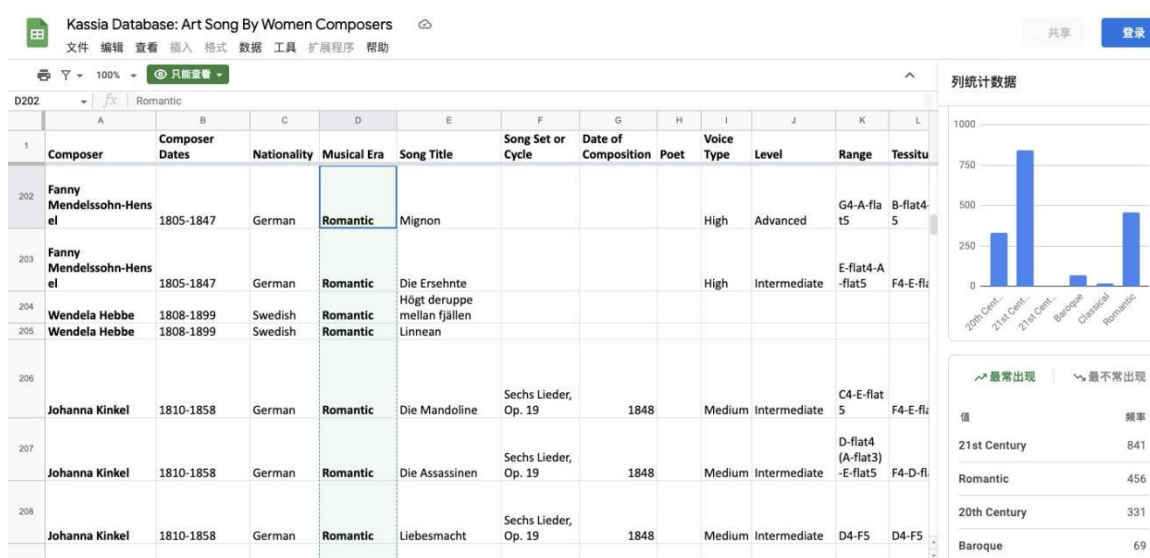 Kassia Database: Art Song By Women Composers
文件 编辑 查看 插入 格式 数据 工具 扩展程序 帮助
共享
登录
100%
只能查看
D202
fx
Romantic
A B C D E F G H I J K L
1 Composer Composer Dates Nationality Musical Era Song Title Song Set or Cycle Date of Composition Poet Voice Type Level Range Tessitu
202 Fanny Mendelssohn-Hensel 1805-1847 German Romantic Mignon High Advanced G4-A-flat5 B-flat4-5
203 Fanny Mendelssohn-Hensel 1805-1847 German Romantic Die Ersehnte High Intermediate E-flat4-A-flat5 F4-E-fla
204 Wendela Hebbe 1808-1899 Swedish Romantic Högt deruppe mellan fjällen
205 Wendela Hebbe 1808-1899 Swedish Romantic Linnean
206 Johanna Kinkel 1810-1858 German Romantic Die Mandoline Sechs Lieder, Op. 19 1848 Medium Intermediate C4-E-flat5 F4-E-fla
207 Johanna Kinkel 1810-1858 German Romantic Die Assassinen Sechs Lieder, Op. 19 1848 Medium Intermediate D-flat4 (A-flat3)-E-flat5 F4-D-fl
208 Johanna Kinkel 1810-1858 German Romantic Liebesmacht Sechs Lieder, Op. 19 1848 Medium Intermediate D4-F5 D4-F5
列统计数据
1000
750
500
250
0
20th Cent... 21st Cent... 21st Cent... Baroque Classical Romantic
最常出现 最不常出现
值 频率
21st Century 841
Romantic 456
20th Century 331
Baroque 69